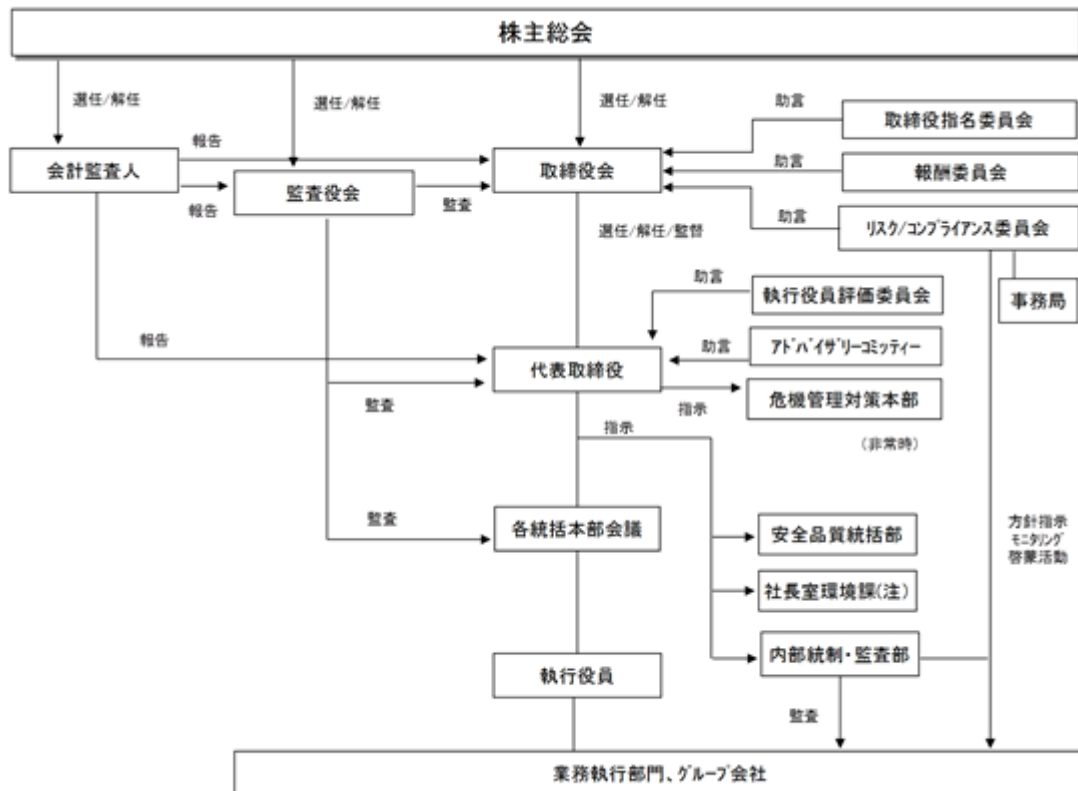 株主総会
選任/解任
選任/解任
選任/解任
助言
取締役指名委員会
報告
会計監査人
取締役会
助言
報酬委員会
報告
監査役会
監査
助言
ﾘｽｸ/ｺﾝﾌﾟﾗｲｱﾝｽ委員会
選任/解任/監督
助言
執行役員評価委員会
事務局
報告
助言
ｱﾄﾞﾊﾞｲｻﾞﾘｰｺﾐｯﾃｨｰ
代表取締役
監査
指示
危機管理対策本部
指示
(非常時)
監査
各統括本部会議
安全品質統括部
方針指示
ﾓﾆﾀﾘﾝｸﾞ
啓蒙活動
社長室環境課(注)
内部統制・監査部
執行役員
監査
業務執行部門、ｸﾞﾙｰﾌﾟ会社